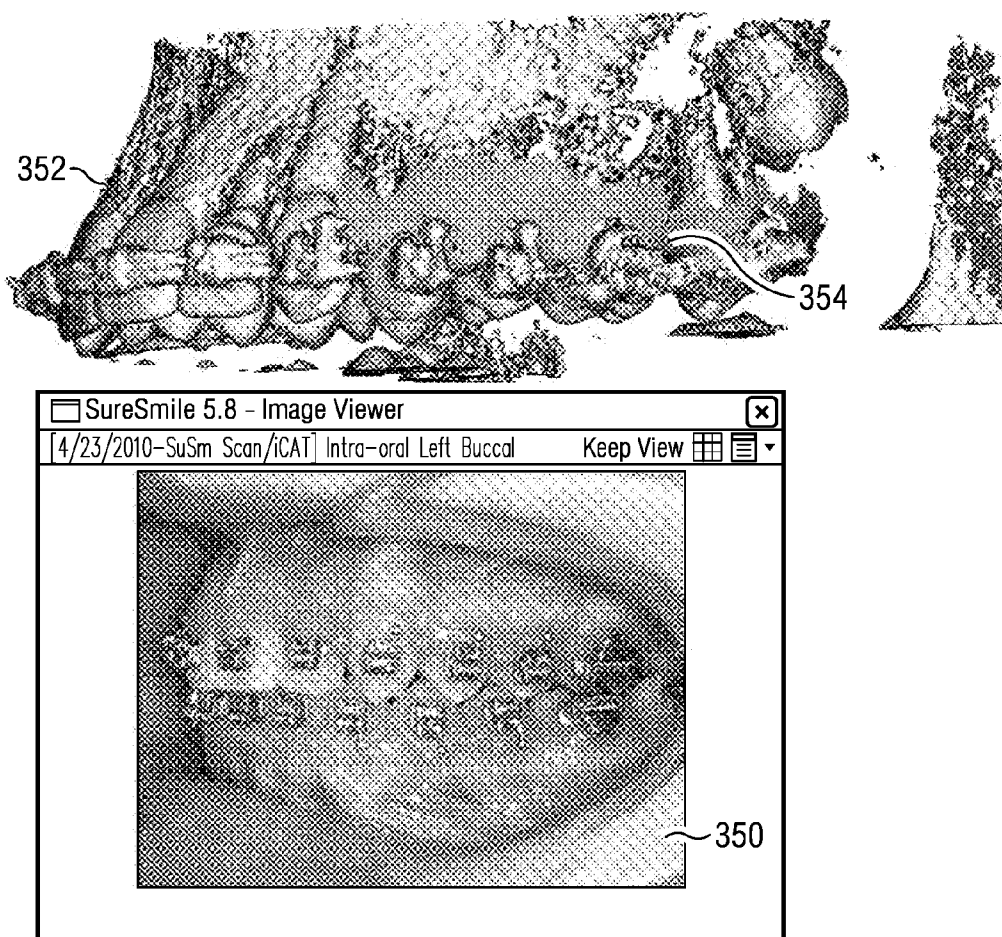 352
354
SureSmile 5.8 - Image Viewer
[4/23/2010-SuSm Scan/iCAT] Intra-oral Left Buccal Keep View
350